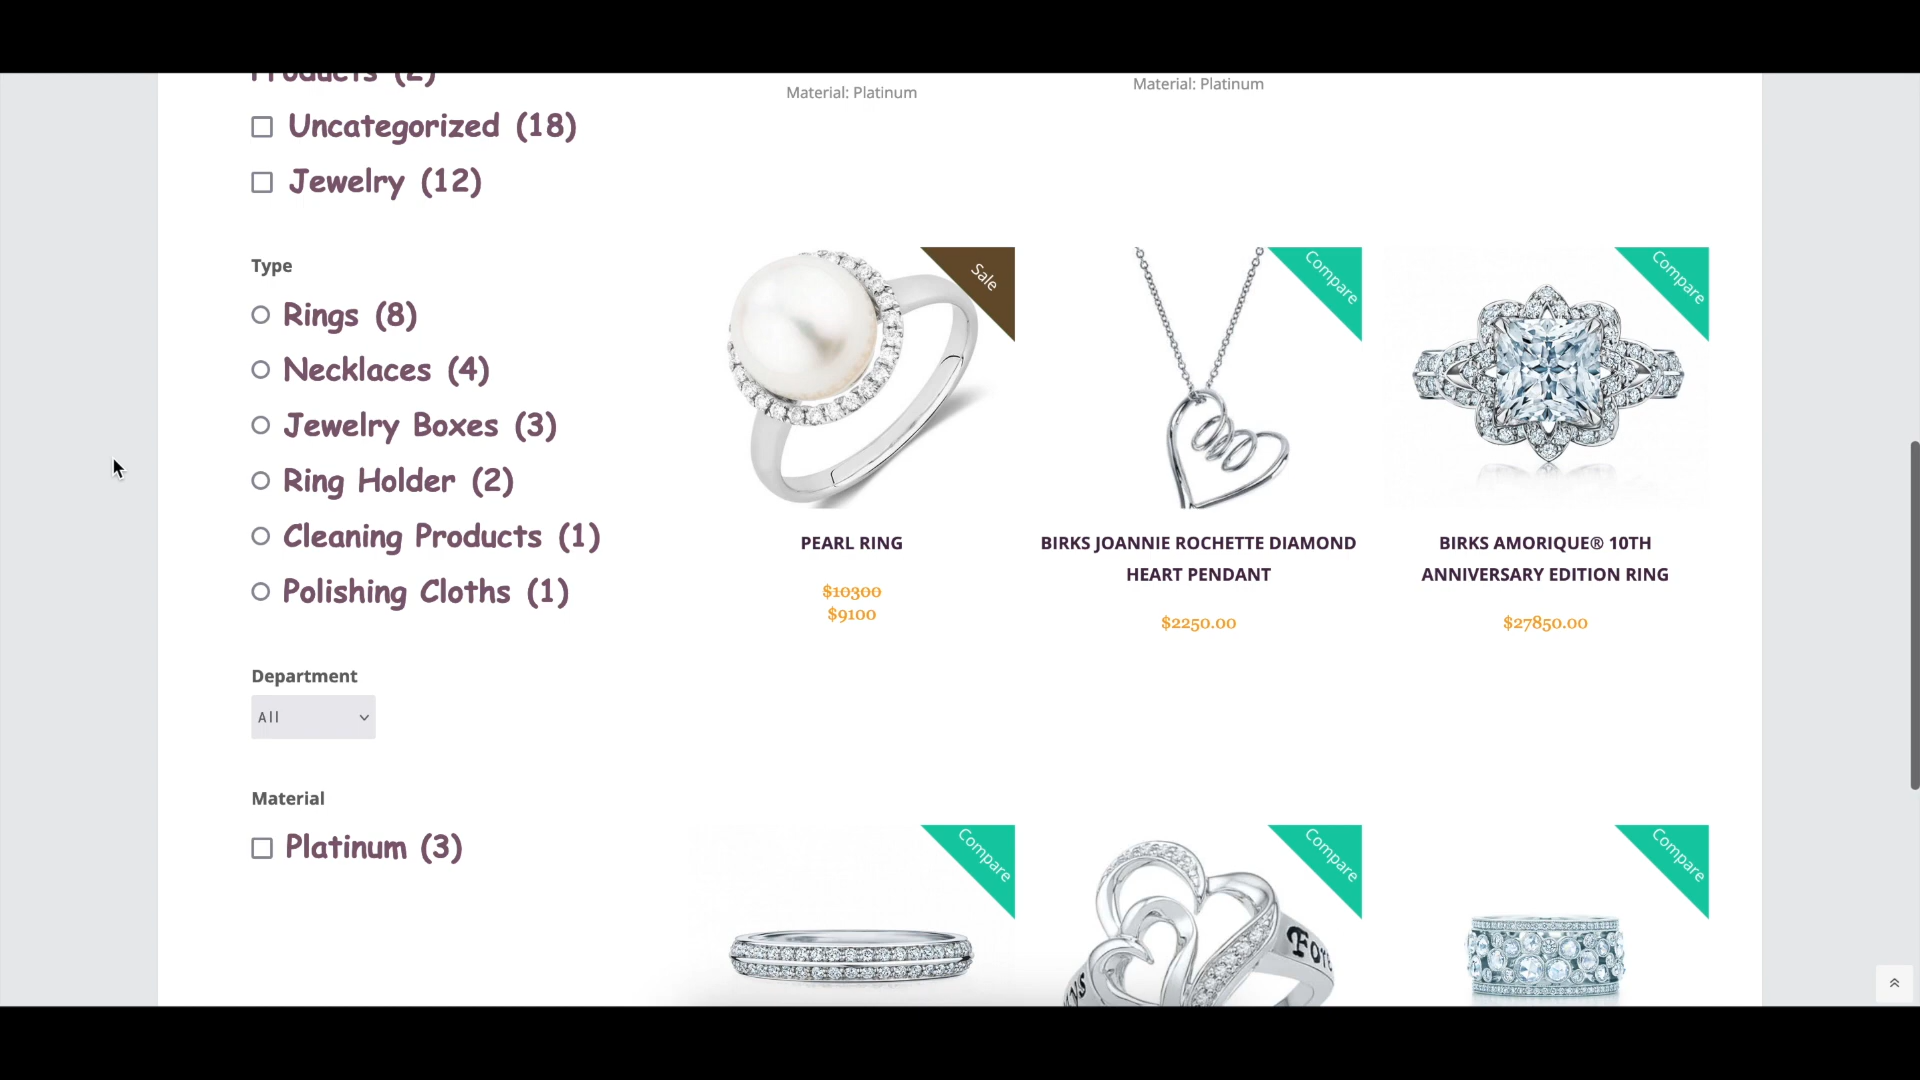 Products (2)
Uncategorized (18)
Jewelry (12)
Type
Rings (8)
Necklaces (4)
Jewelry Boxes (3)
Ring Holder (2)
Cleaning Products (1)
Polishing Cloths (1)
Department
All
Material
Platinum (3)
Material: Platinum
Material: Platinum
Sale
PEARL RING
$10300
$9100
Compare
BIRKS JOANNIE ROCHETTE DIAMOND
HEART PENDANT
$2250.00
Compare
BIRKS AMORIQUE® 10TH
ANNIVERSARY EDITION RING
$27850.00
Compare
Compare
Compare